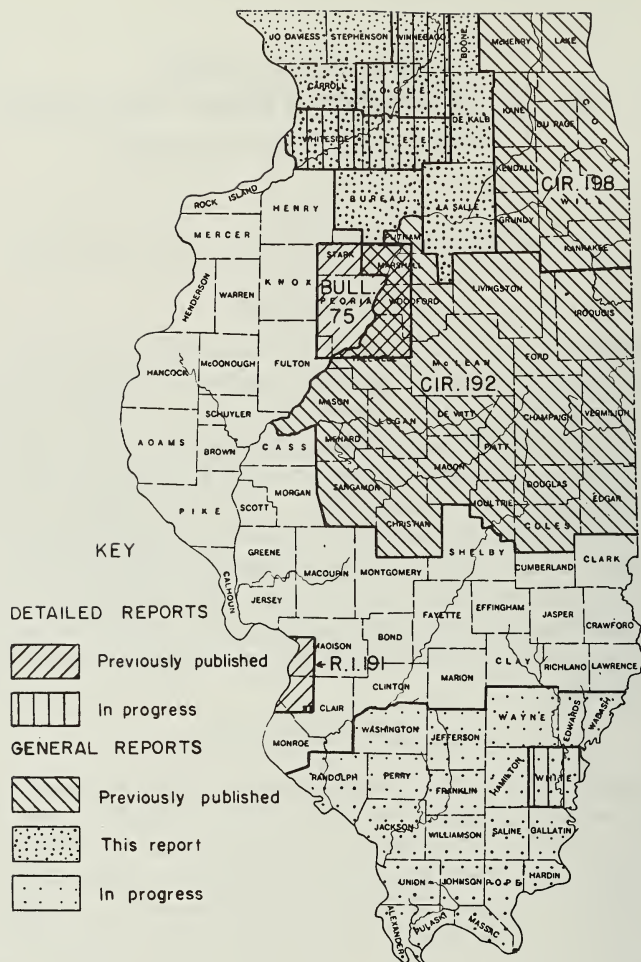 JO DAVIESS STEPHENSON WINNEBAGO BOONE McHENRY LAKE
CARROLL OGLE DE KALB KANE DU PAGE COOK
WHITESIDE LEE KENDALL CIR. 198
ROCK ISLAND HENRY BUREAU LA SALLE GRUNDY WILL
MERCER PUTNAM KANKAKEE
STARK MARSHALL
HENDERSON WARREN KNOX BULL. 75 PEORIA WOODFORD LIVINGSTON IROQUOIS
HANCOCK McDONOUGH FULTON TAZEWELL McLEAN FORD
CIR. 192
SCHUYLER MASON LOGAN DE WITT CHAMPAIGN VERMILION
ADAMS BROWN CASS MENARD MACON PIATT
PIKE SCOTT MORGAN SANGAMON MOULTRIE DOUGLAS EDGAR
CHRISTIAN COLES
KEY
GREENE SHELBY CUMBERLAND CLARK
CALHOUN JERSEY MACOUPIN MONTGOMERY
FAYETTE EFFINGHAM JASPER CRAWFORD
DETAILED REPORTS
MADISON BOND CLAY RICHLAND LAWRENCE
Previously published
R.I. 191
CLINTON MARION
In progress
CLAIR WAYNE EDWARDS WABASH
MONROE WASHINGTON JEFFERSON
GENERAL REPORTS
RANDOLPH PERRY HAMILTON WHITE
FRANKLIN
Previously published
JACKSON WILLIAMSON SALINE GALLATIN
This report
UNION JOHNSON POPE HARDIN
In progress
ALEXANDER PULASKI MASSAC